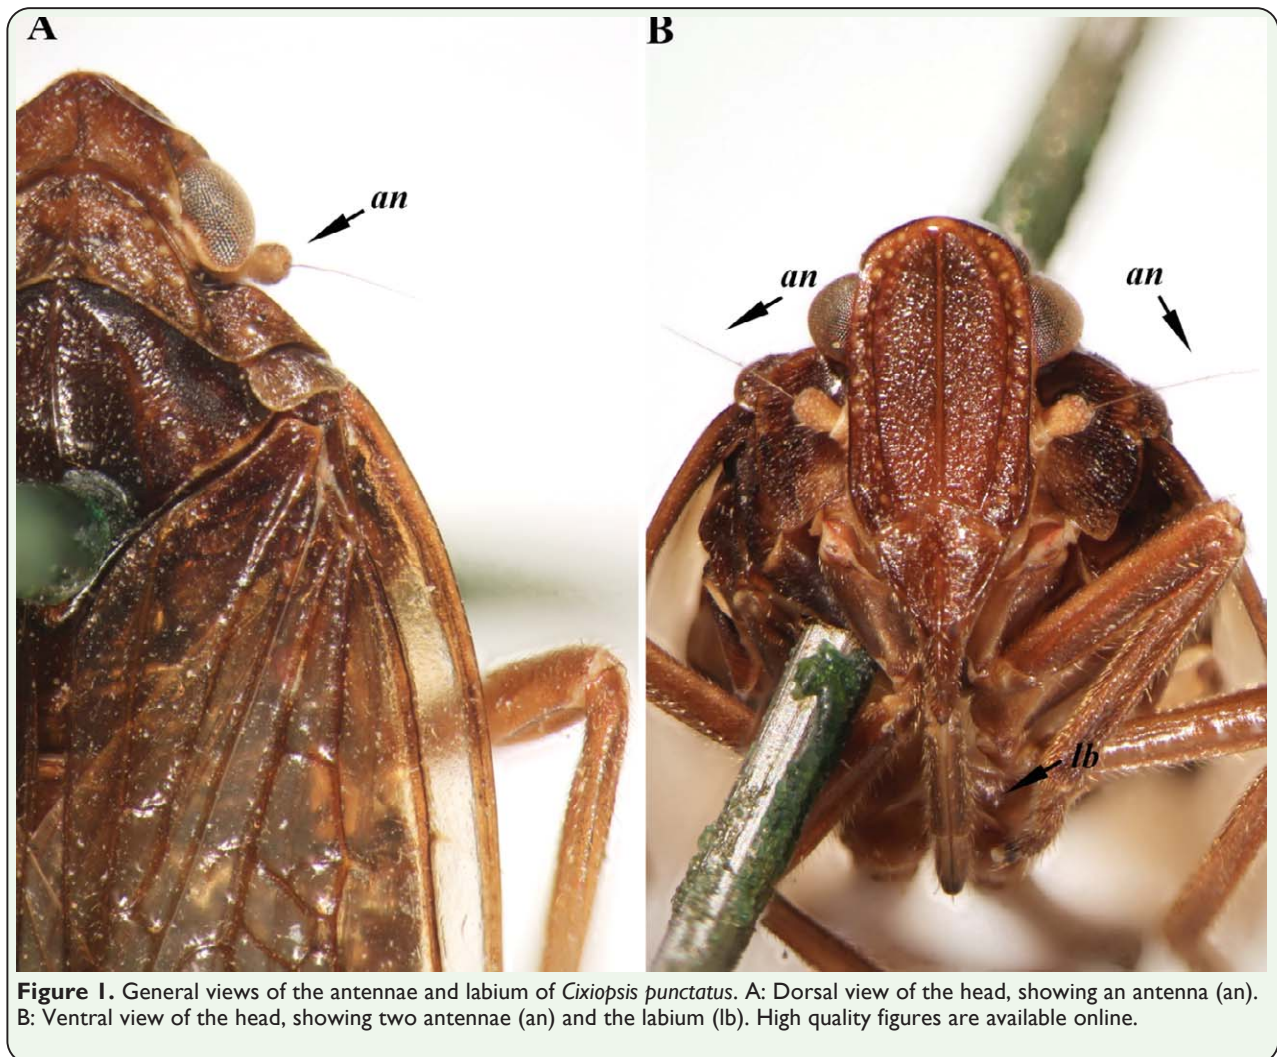 A
B
an
an
an
lb
Figure 1. General views of the antennae and labium of Cixiopsis punctatus. A: Dorsal view of the head, showing an antenna (an).
B: Ventral view of the head, showing two antennae (an) and the labium (lb). High quality figures are available online.